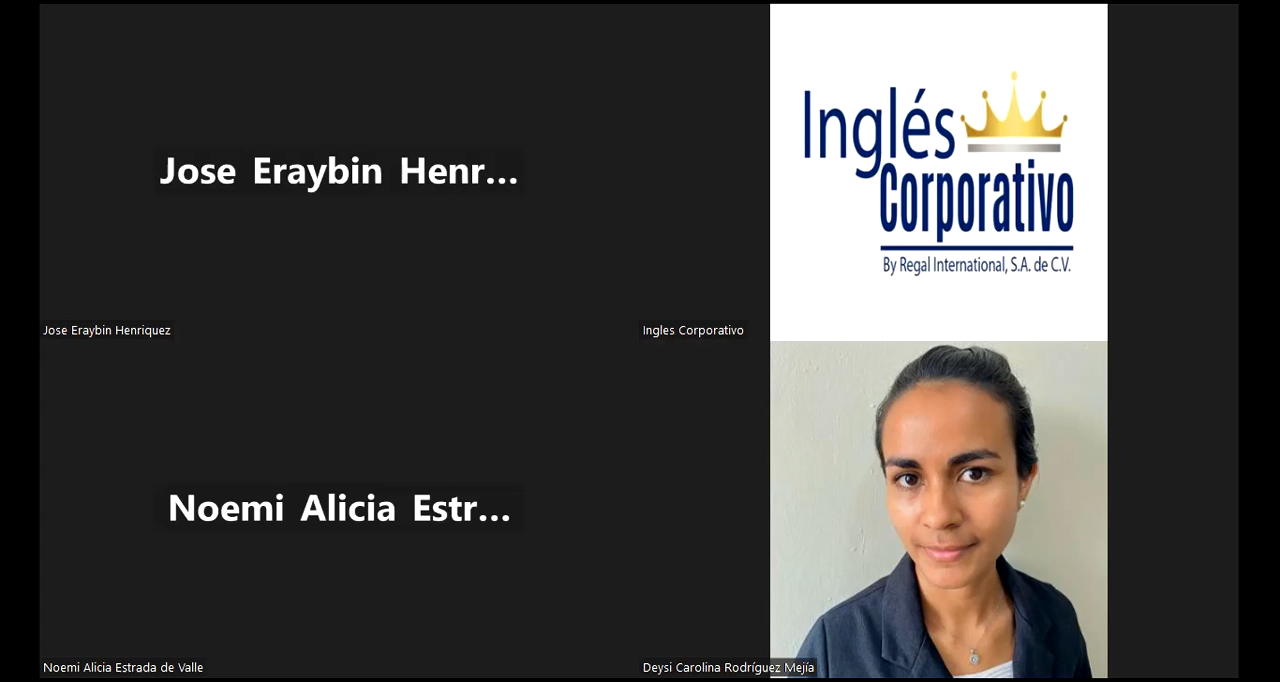 Jose Eraybin Henr...
Jose Eraybin Henriquez
Inglés
Corporativo
By Regal International, S.A. de C.V.
Ingles Corporativo
Noemi Alicia Estr...
Noemi Alicia Estrada de Valle
Deysi Carolina Rodríguez Mejía